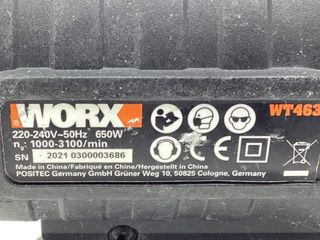 WORX
WT463
220-240V~50Hz 650W
n₀: 1000-3100/min
SN 2021 0300003686
Made in China/Fabriqué en Chine/Hergestellt in China
POSITEC Germany GmbH Grüner Weg 10, 50825 Cologne, Germany